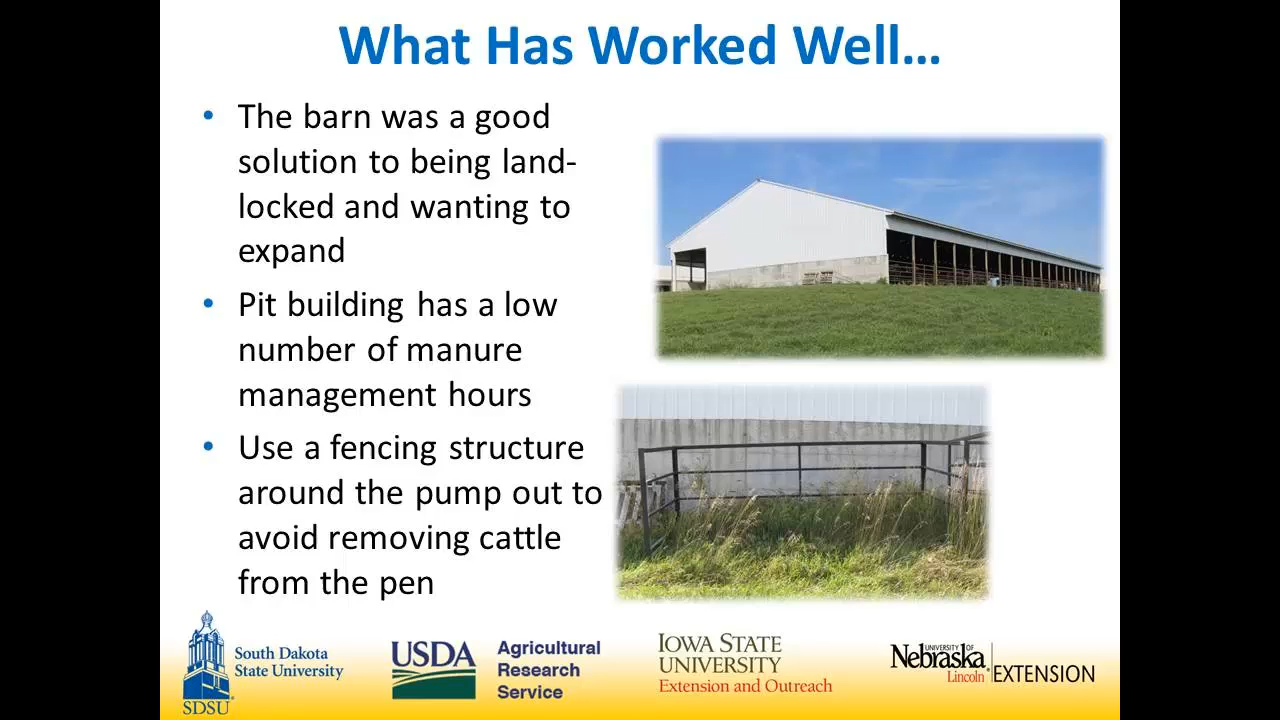 What Has Worked Well…
• The barn was a good
solution to being land-
locked and wanting to
expand
• Pit building has a low
number of manure
management hours
• Use a fencing structure
around the pump out to
avoid removing cattle
from the pen
SDSU
South Dakota
State University
USDA
Agricultural
Research
Service
IOWA STATE
UNIVERSITY
Extension and Outreach
UNIVERSITY OF
Nebraska
Lincoln
EXTENSION